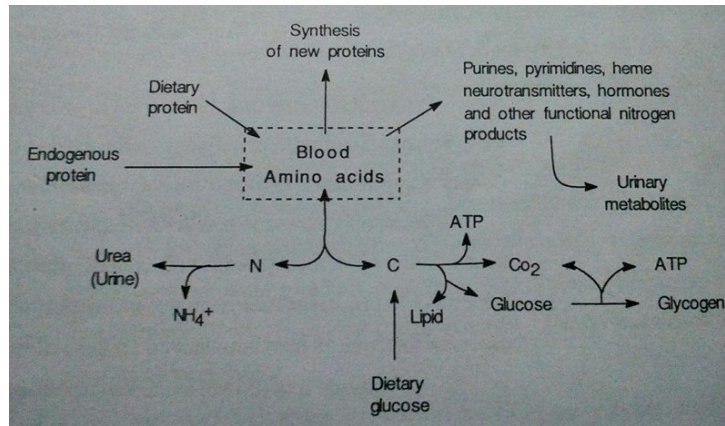 Synthesis
of new proteins
Dietary
protein
Purines, pyrimidines, heme
neurotransmitters, hormones
and other functional nitrogen
products
Endogenous
protein
Blood
Amino acids
Urinary
metabolites
ATP
Urea
(Urine)
N
C
Co2
ATP
NH4+
Lipid
Glucose
Glycogen
Dietary
glucose